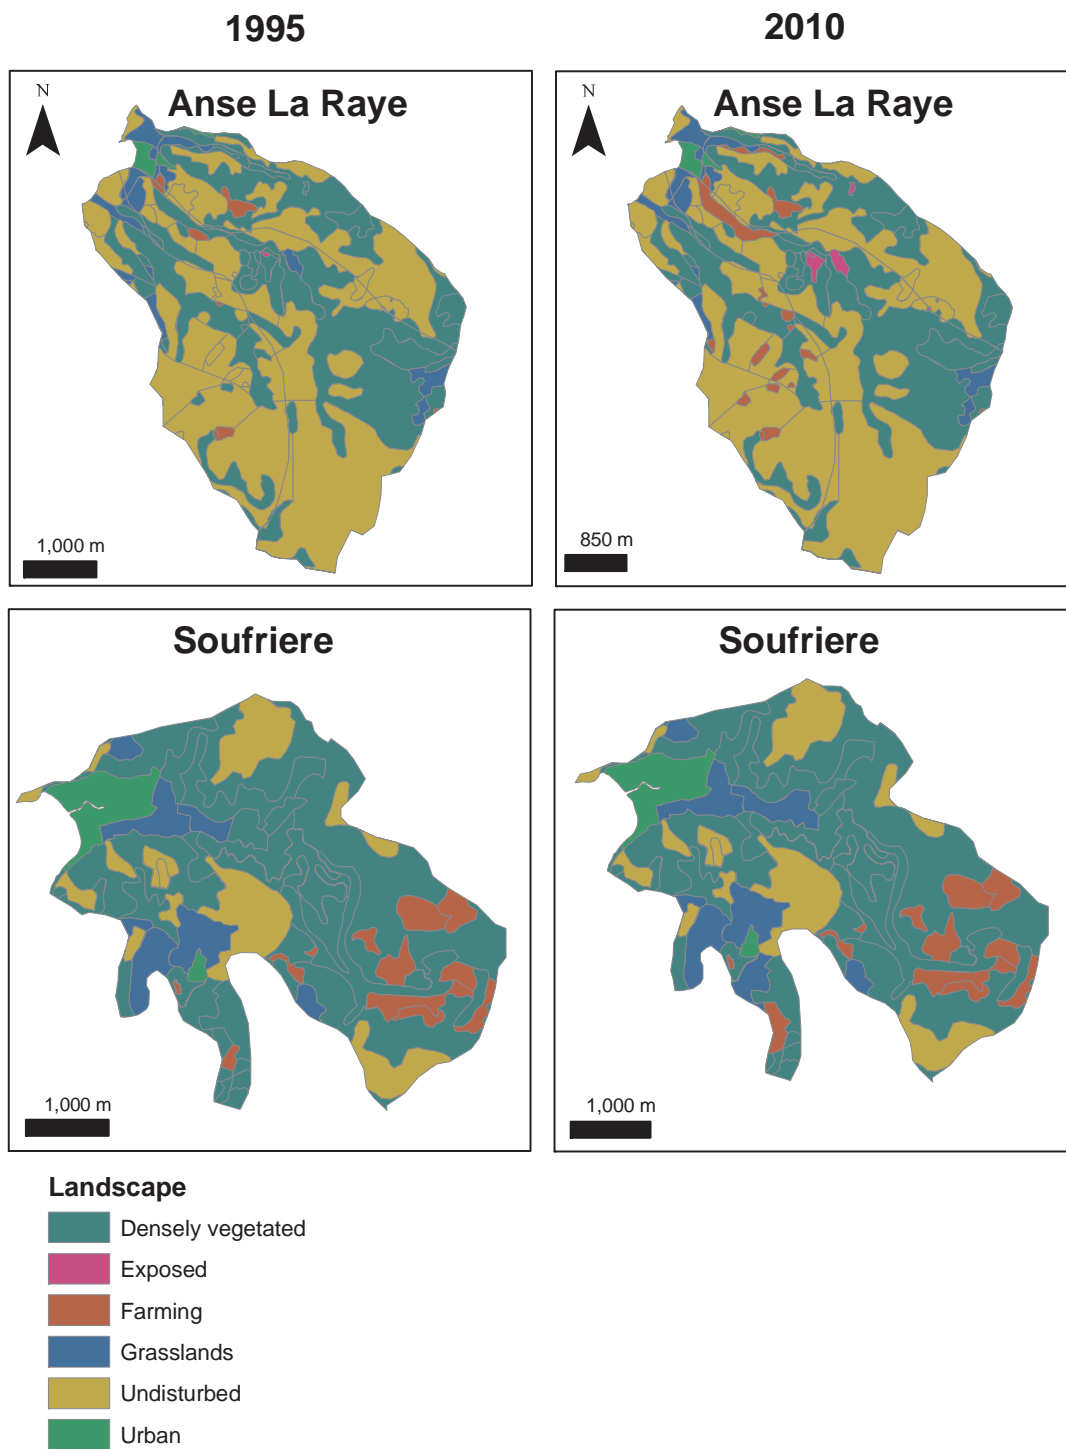 1995
2010
N
Anse La Raye
1,000 m
N
Anse La Raye
850 m
Soufriere
1,000 m
Soufriere
1,000 m
Landscape
Densely vegetated
Exposed
Farming
Grasslands
Undisturbed
Urban